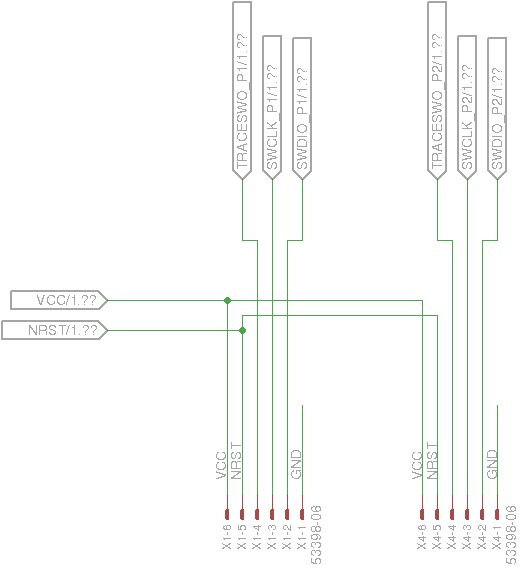 TRACESWO_P1/1.??
SWCLK_P1/1.??
SWDIO_P1/1.??
TRACESWO_P2/1.??
SWCLK_P2/1.??
SWDIO_P2/1.??
VCC/1.??
NRST/1.??
VCC
NRST
GND
VCC
NRST
GND
X1-6
X1-5
X1-4
X1-3
X1-2
X1-1
53398-06
X4-6
X4-5
X4-4
X4-3
X4-2
X4-1
53398-06